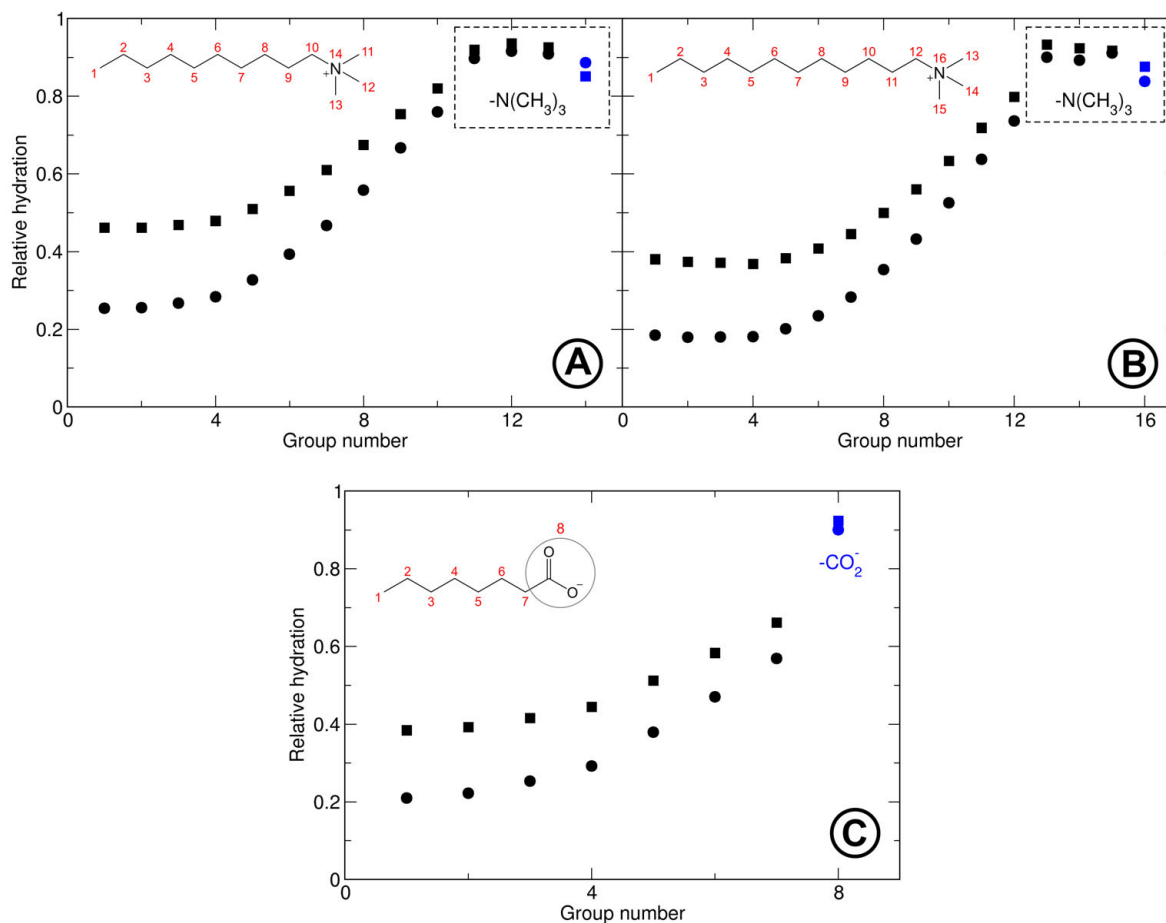 1
0.8
0.6
0.4
0.2
0
Relative hydration
1 2 3 4 5 6 7 8 9 10 11 12 13 14
N
+
-N(CH3)3
A
0 4 8 12
Group number
1 2 3 4 5 6 7 8 9 10 11 12 13 14 15 16
N
+
-N(CH3)3
B
0 4 8 12 16
Group number
1
0.8
0.6
0.4
0.2
0
Relative hydration
8
1 2 3 4 5 6 7
O
O−
-CO2-
C
0 4 8
Group number